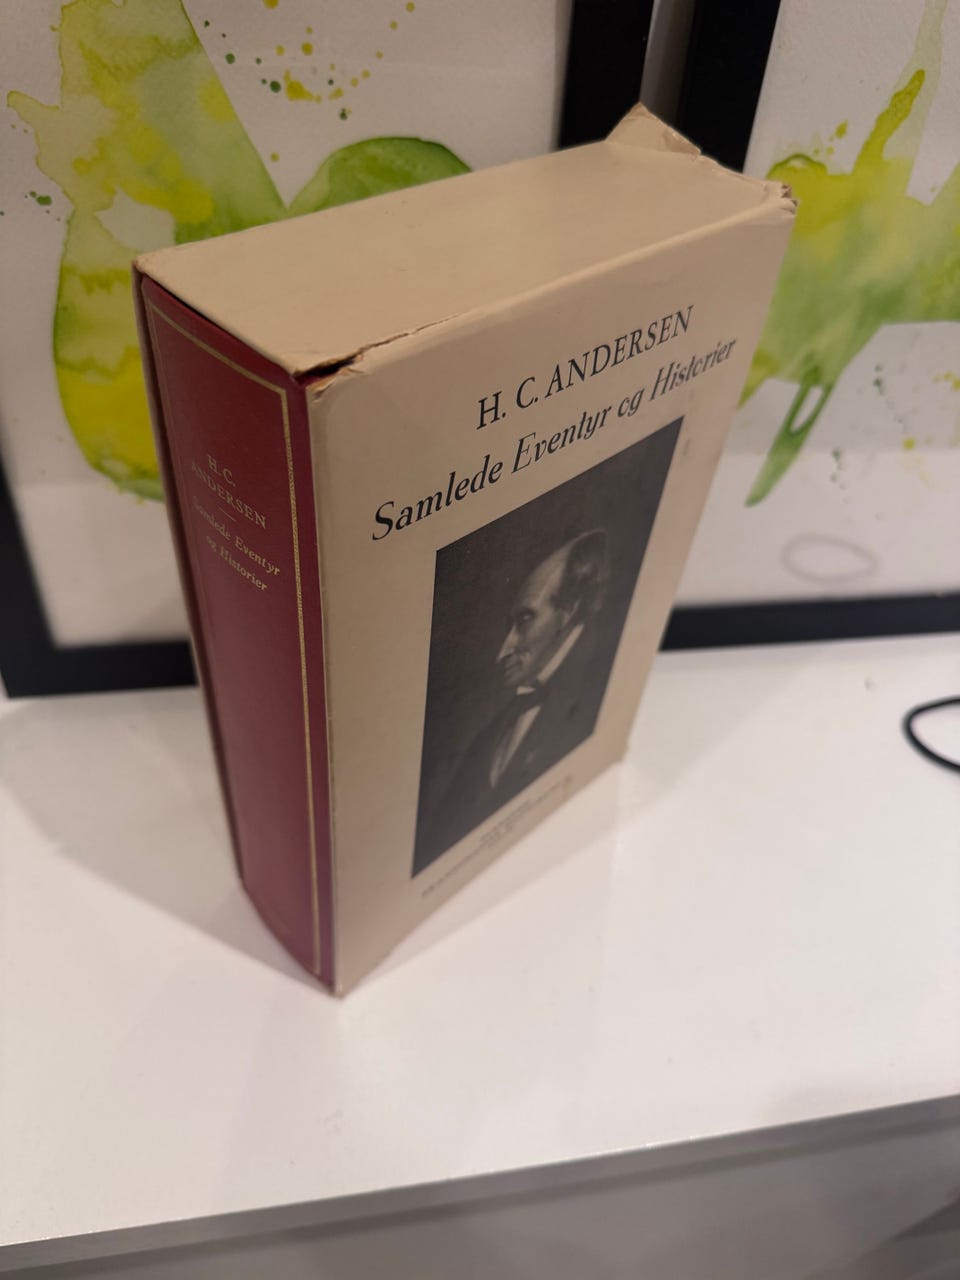 H. C. ANDERSEN
Samlede Eventyr og Historier
H. C.
ANDERSEN
Samlede Eventyr
og Historier